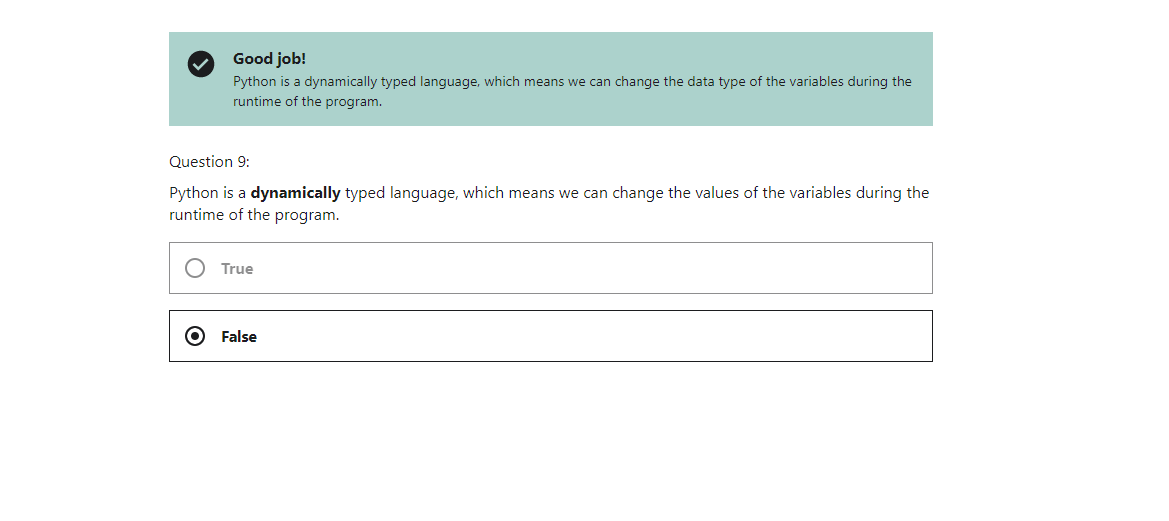 Good job!
Python is a dynamically typed language, which means we can change the data type of the variables during the
runtime of the program.
Question 9:
Python is a dynamically typed language, which means we can change the values of the variables during the
runtime of the program.
True
False